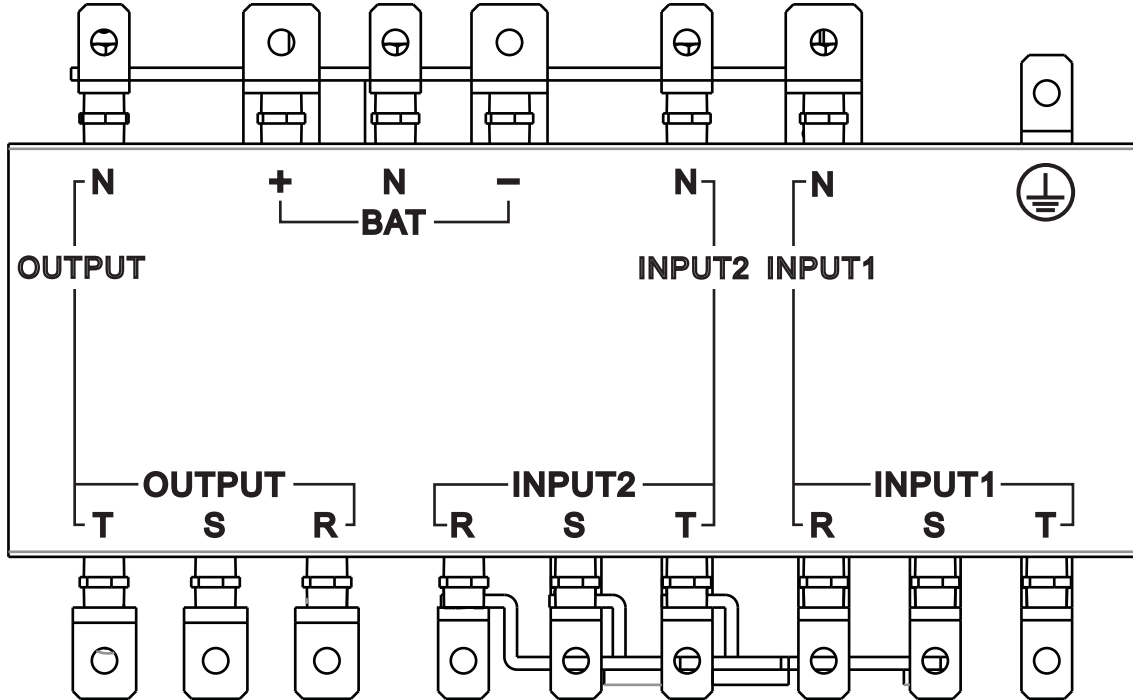 N + N − N N
BAT
OUTPUT INPUT2 INPUT1
OUTPUT INPUT2 INPUT1
T S R R S T R S T